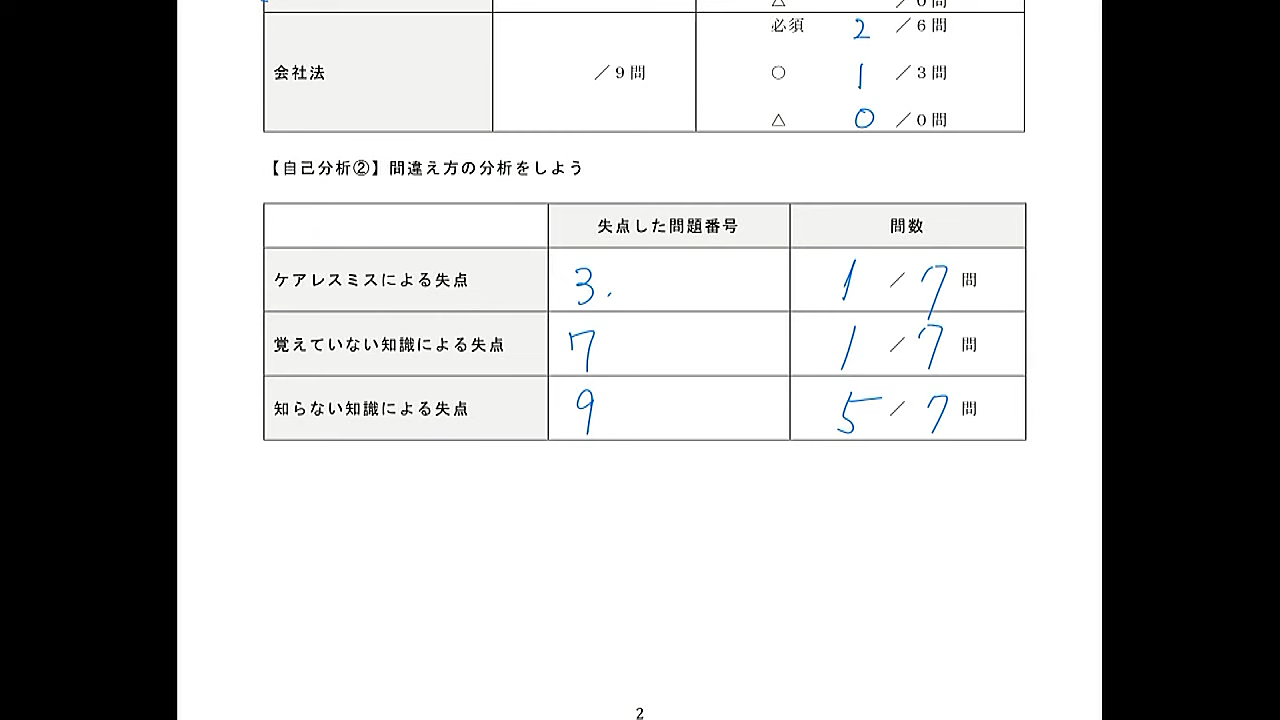 △ ／0問
必須 2 ／6問
会社法 ／9問 ○ 1 ／3問
△ 0 ／0問
【自己分析②】間違え方の分析をしよう
失点した問題番号 問数
ケアレスミスによる失点 3. 1／7問
覚えていない知識による失点 7 1／7問
知らない知識による失点 9 5／7問
2